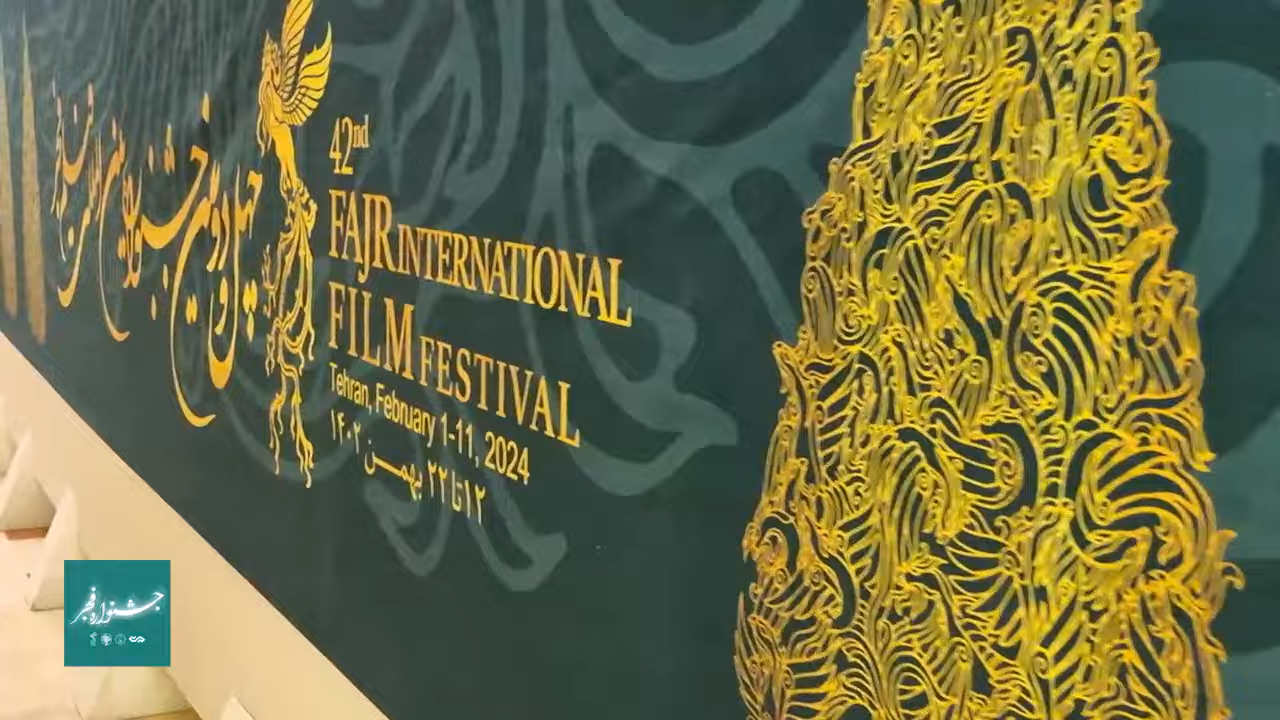 چهل و دومین جشنواره بین المللی فیلم فجر
42nd
FAJR INTERNATIONAL
FILM FESTIVAL
Tehran, February 1-11, 2024
۱۲ تا ۲۲ بهمن ۱۴۰۲
جشنواره فجر